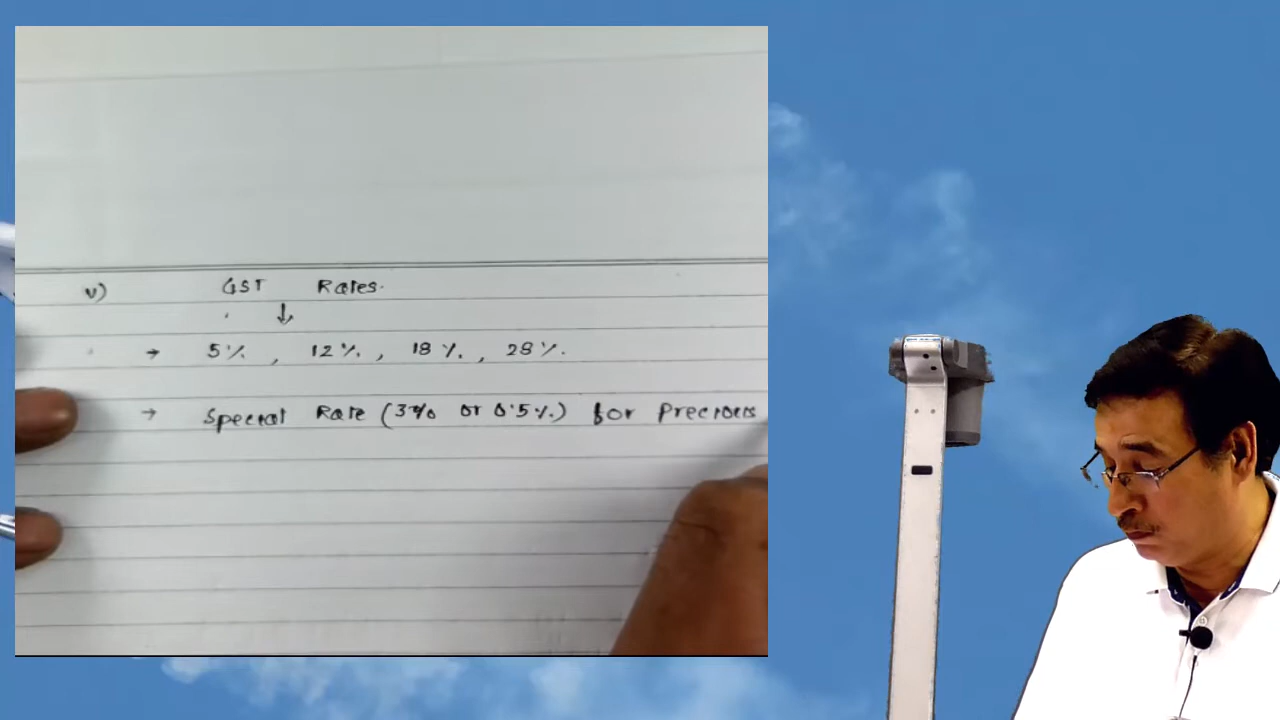 v) GST Rates.
↓
→ 5%, 12%, 18%, 28%.
→ Special Rate (3% or 0.5%.) for Precious